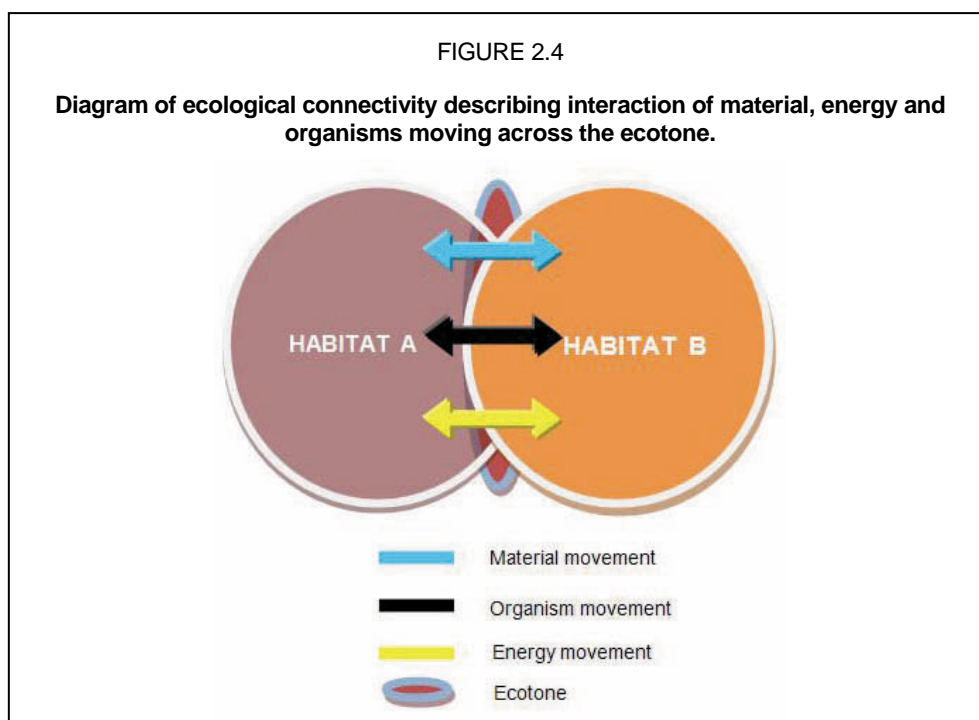 FIGURE 2.4
Diagram of ecological connectivity describing interaction of material, energy and
organisms moving across the ecotone.
HABITAT A
HABITAT B
Material movement
Organism movement
Energy movement
Ecotone